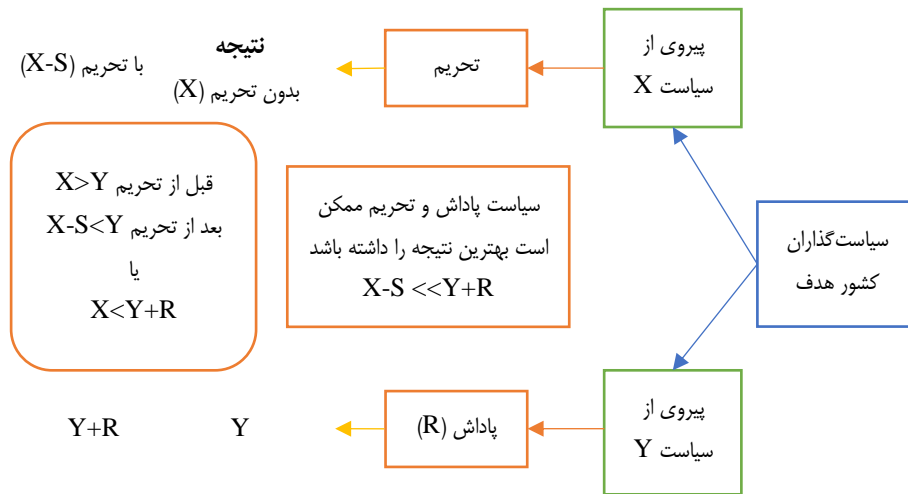 سیاست‌گذاران
کشور هدف
پیروی از
سیاست X
تحریم
نتیجه
بدون تحریم (X)
با تحریم (X-S)
سیاست پاداش و تحریم ممکن
است بهترین نتیجه را داشته باشد
X-S <<Y+R
قبل از تحریم X>Y
بعد از تحریم X-S<Y
یا
X<Y+R
پیروی از
سیاست Y
پاداش (R)
Y
Y+R